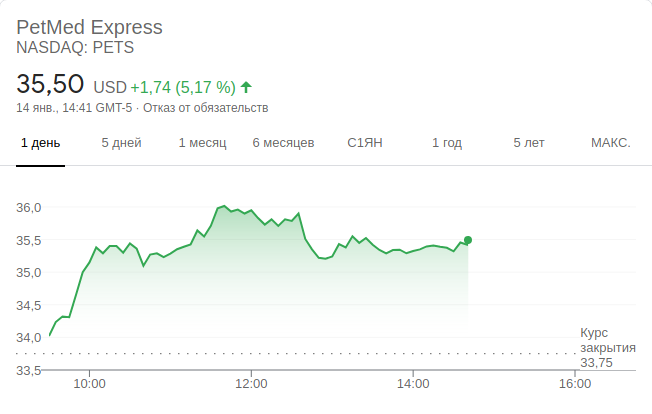 PetMed Express
NASDAQ: PETS
35,50 USD +1,74 (5,17 %)
14 янв., 14:41 GMT-5 · Отказ от обязательств
1 день 5 дней 1 месяц 6 месяцев С1ЯН 1 год 5 лет МАКС.
36,0
35,5
35,0
34,5
34,0
33,5
Курс
закрытия
33,75
10:00 12:00 14:00 16:00